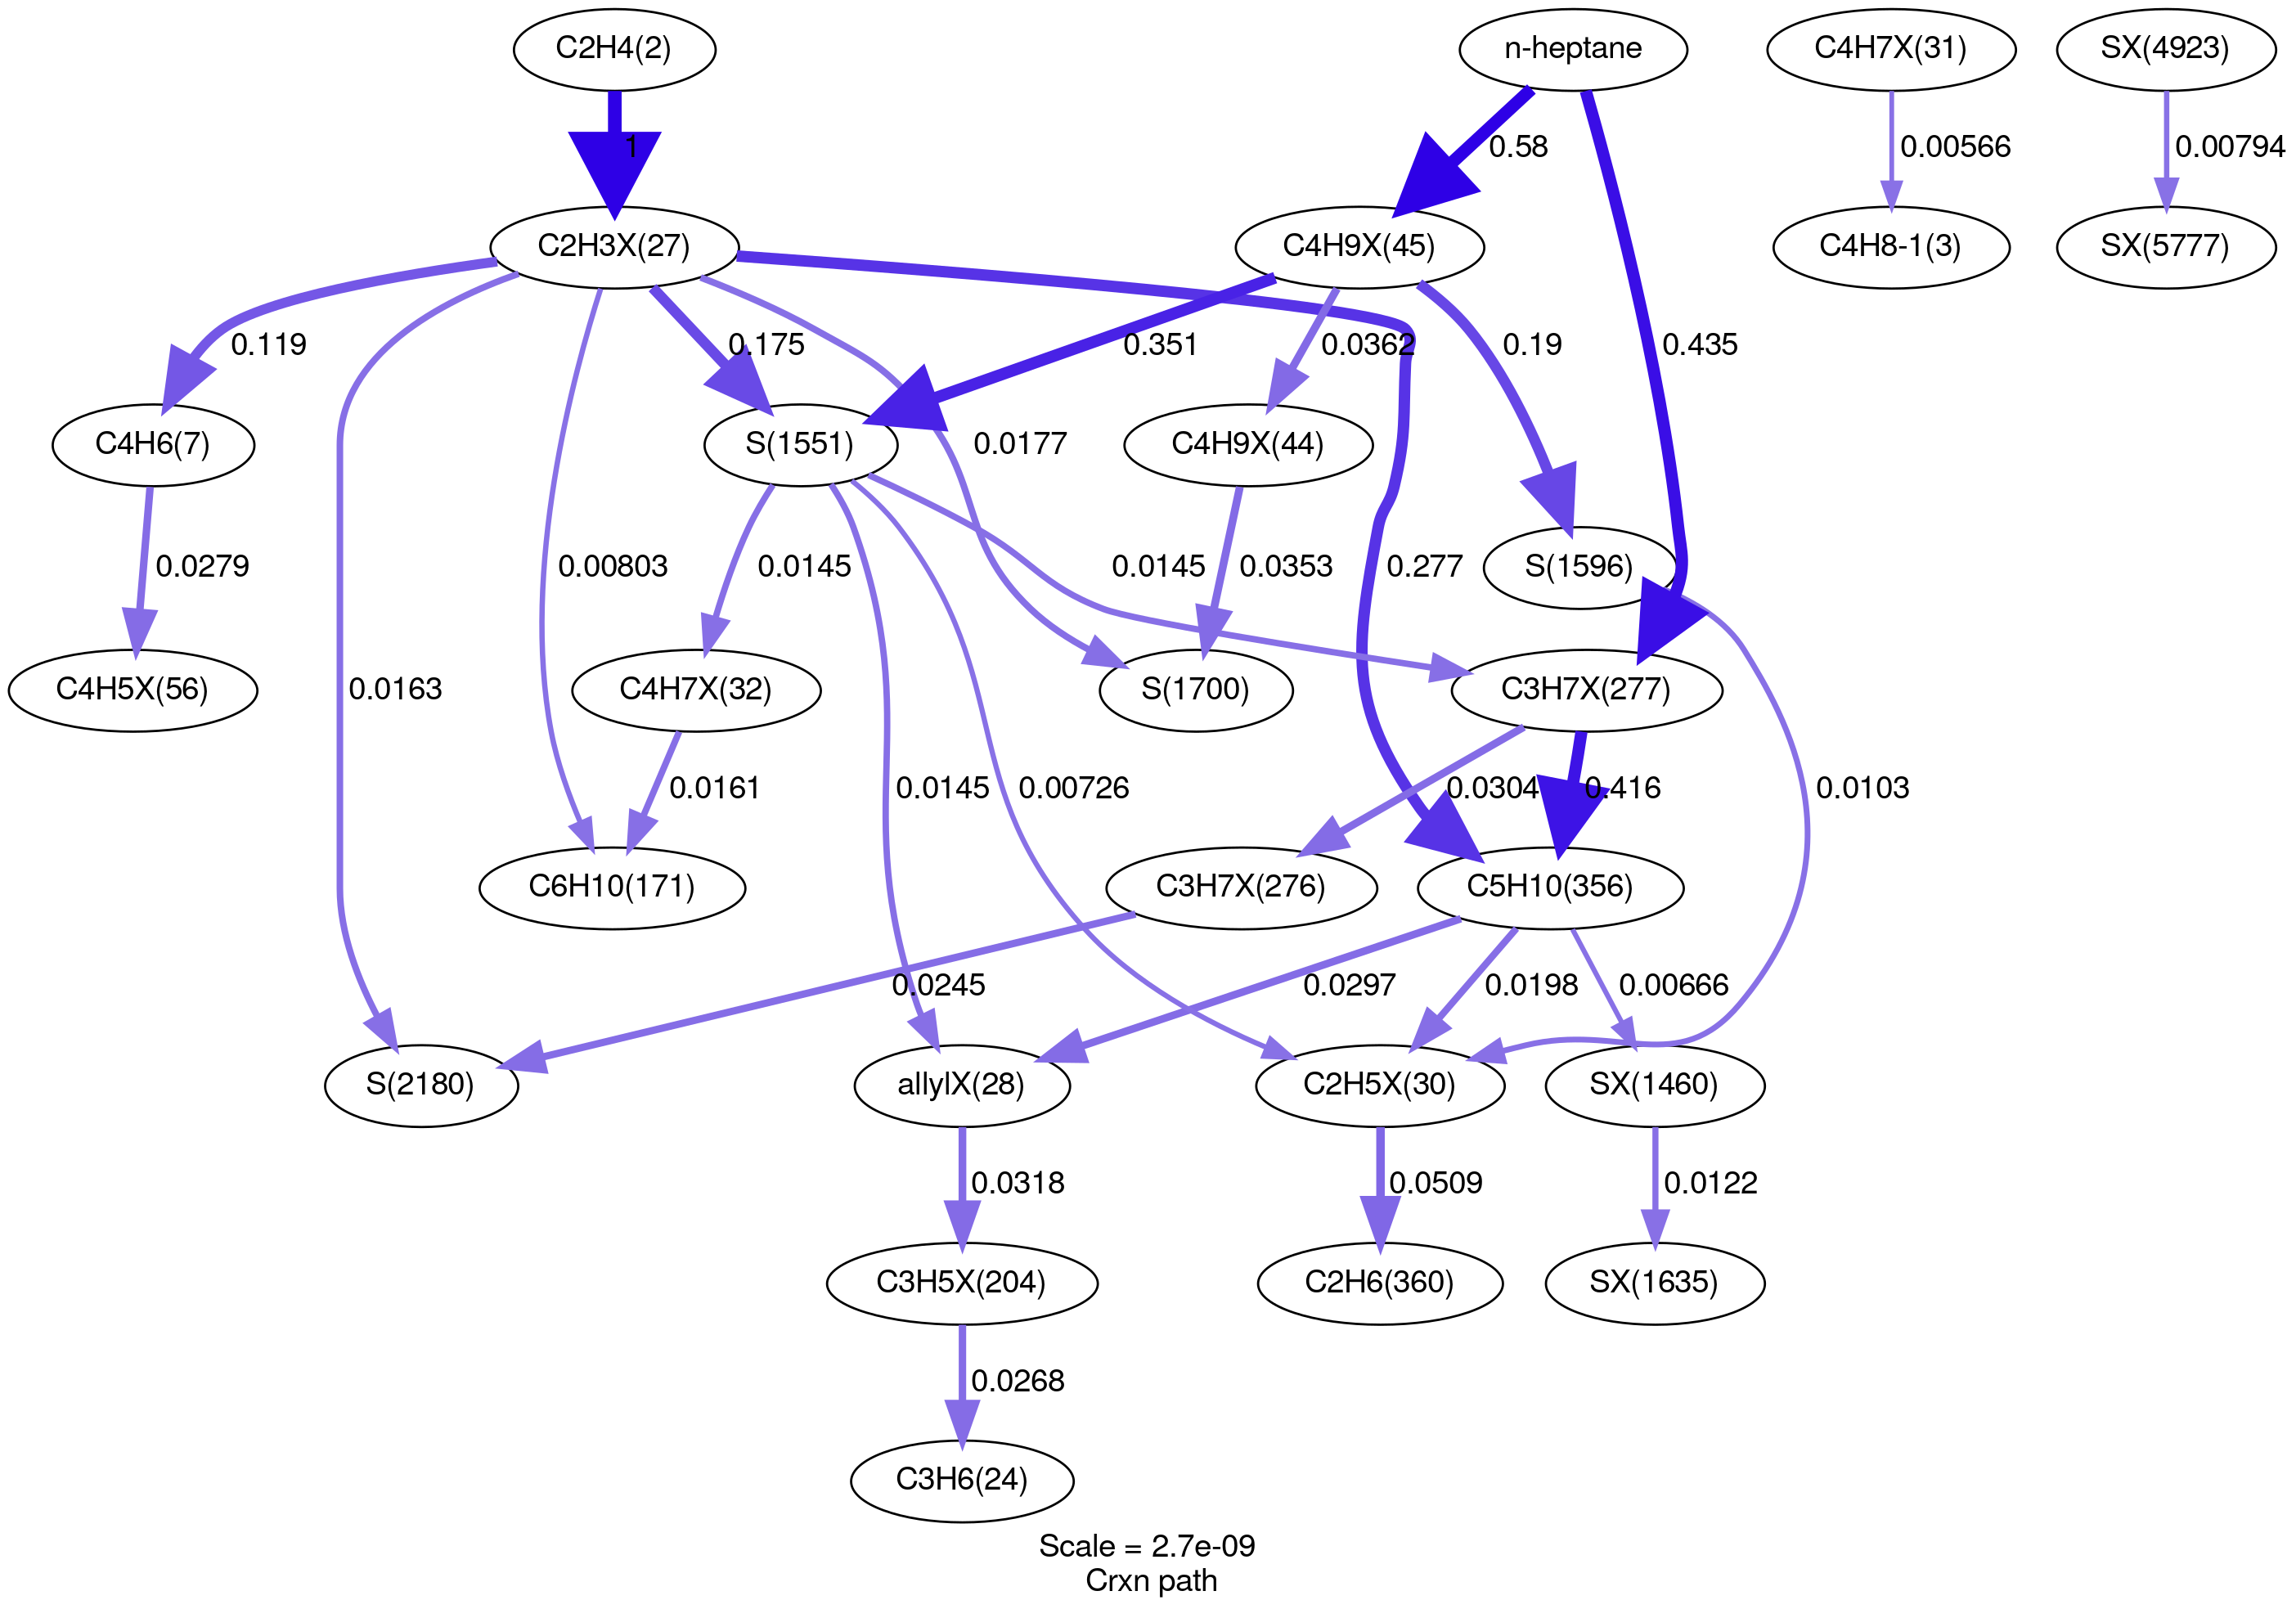 C2H4(2)
n-heptane
C4H7X(31)
SX(4923)
1
0.58
0.00566
0.00794
C2H3X(27)
C4H9X(45)
C4H8-1(3)
SX(5777)
0.119
0.175
0.351
0.0362
0.19
0.435
C4H6(7)
S(1551)
0.0177
C4H9X(44)
0.0279
0.00803
0.0145
0.0145
0.0353
0.277
S(1596)
C4H5X(56)
0.0163
C4H7X(32)
S(1700)
C3H7X(277)
0.0161
0.0145
0.00726
0.0304
0.416
0.0103
C6H10(171)
C3H7X(276)
C5H10(356)
0.0245
0.0297
0.0198
0.00666
S(2180)
allylX(28)
C2H5X(30)
SX(1460)
0.0318
0.0509
0.0122
C3H5X(204)
C2H6(360)
SX(1635)
0.0268
C3H6(24)
Scale = 2.7e-09
Crxn path